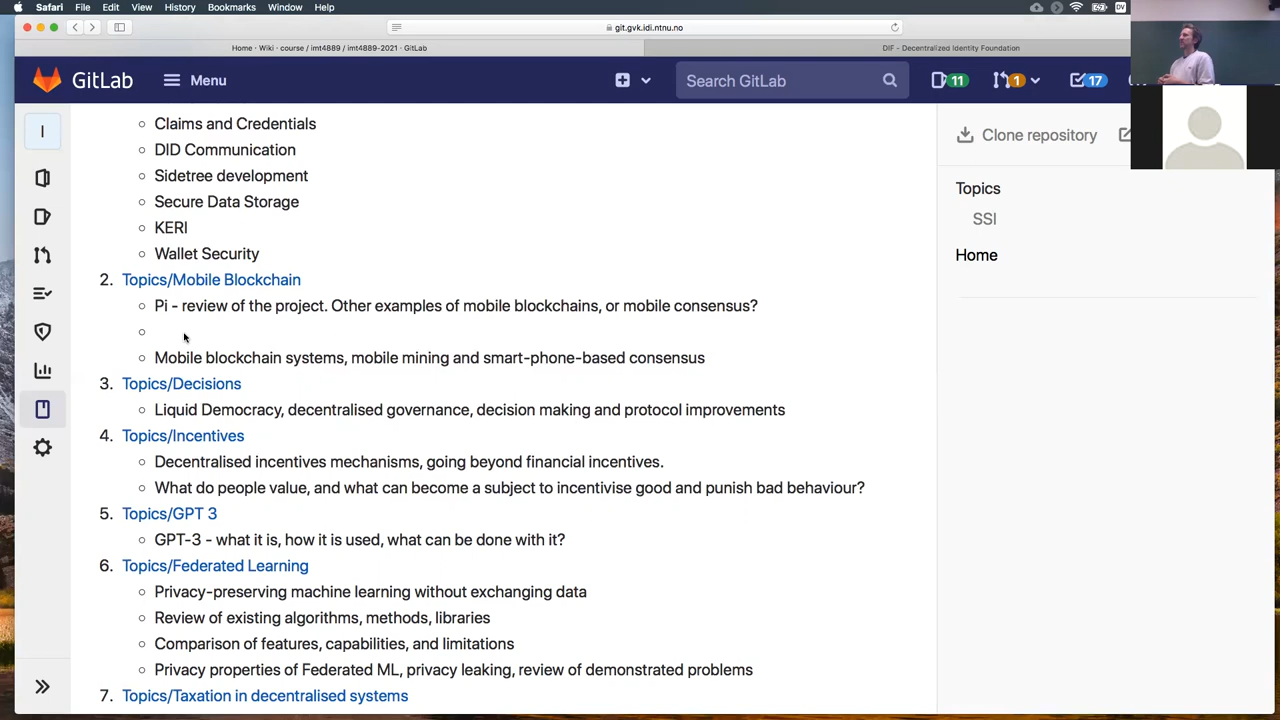 Safari File Edit View History Bookmarks Window Help DV
git.gvk.idi.ntnu.no
Home · Wiki · course / imt4889 / imt4889-2021 · GitLab
DIF - Decentralized Identity Foundation
GitLab Menu Search GitLab 11 1 17
I
Claims and Credentials
DID Communication
Sidetree development
Secure Data Storage
KERI
Wallet Security
2. Topics/Mobile Blockchain
Pi - review of the project. Other examples of mobile blockchains, or mobile consensus?
Mobile blockchain systems, mobile mining and smart-phone-based consensus
3. Topics/Decisions
Liquid Democracy, decentralised governance, decision making and protocol improvements
4. Topics/Incentives
Decentralised incentives mechanisms, going beyond financial incentives.
What do people value, and what can become a subject to incentivise good and punish bad behaviour?
5. Topics/GPT 3
GPT-3 - what it is, how it is used, what can be done with it?
6. Topics/Federated Learning
Privacy-preserving machine learning without exchanging data
Review of existing algorithms, methods, libraries
Comparison of features, capabilities, and limitations
Privacy properties of Federated ML, privacy leaking, review of demonstrated problems
7. Topics/Taxation in decentralised systems
Clone repository
Topics
SSI
Home